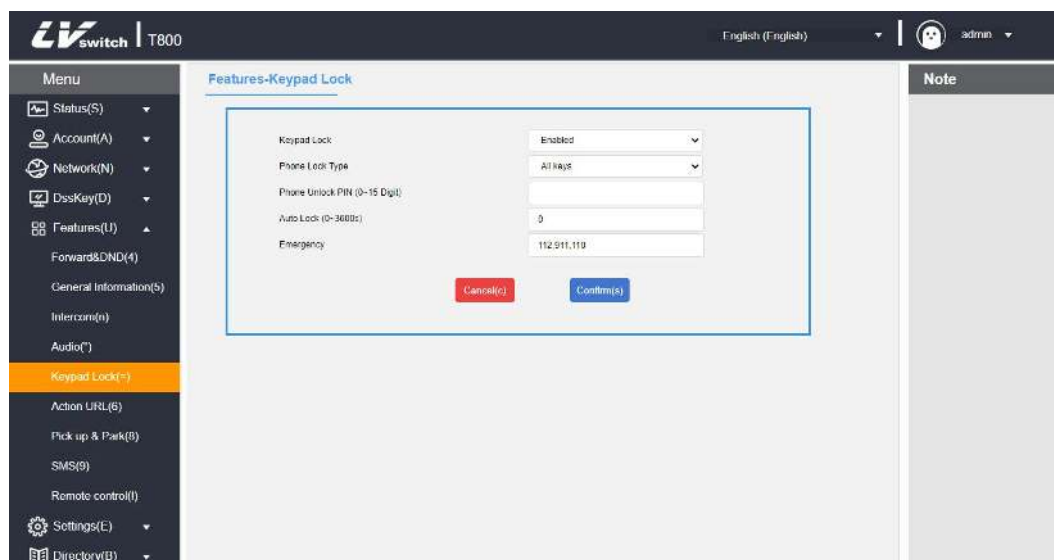 LVswitch | T800
English (English)
admin
Menu
Status(S)
Account(A)
Network(N)
DssKey(D)
Features(U)
Forward&DND(4)
General Information(5)
Intercom(n)
Audio(")
Keypad Lock(=)
Action URL(6)
Pick up & Park(8)
SMS(9)
Remote control(I)
Settings(E)
Directory(B)
Features-Keypad Lock
Keypad Lock Enabled
Phone Lock Type All keys
Phone Unlock PIN (0~15 Digit)
Auto Lock (0~3600s) 0
Emergency 112,911,110
Cancel(c) Confirm(s)
Note